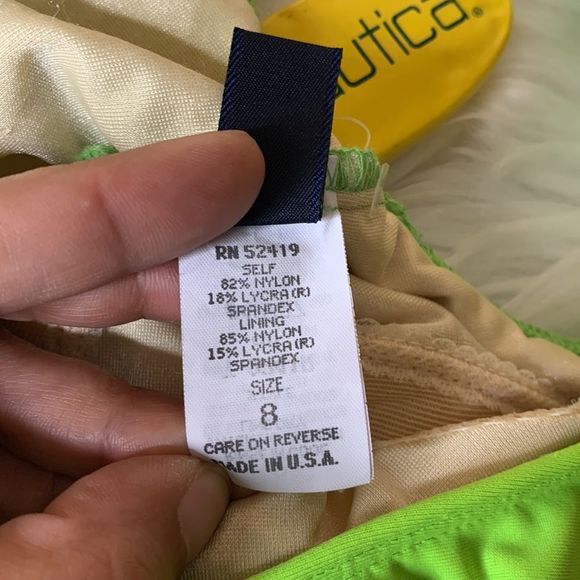 nautica®
RN 52419
SELF
82% NYLON
18% LYCRA(R)
SPANDEX
LINING
85% NYLON
15% LYCRA(R)
SPANDEX
SIZE
8
CARE ON REVERSE
MADE IN U.S.A.